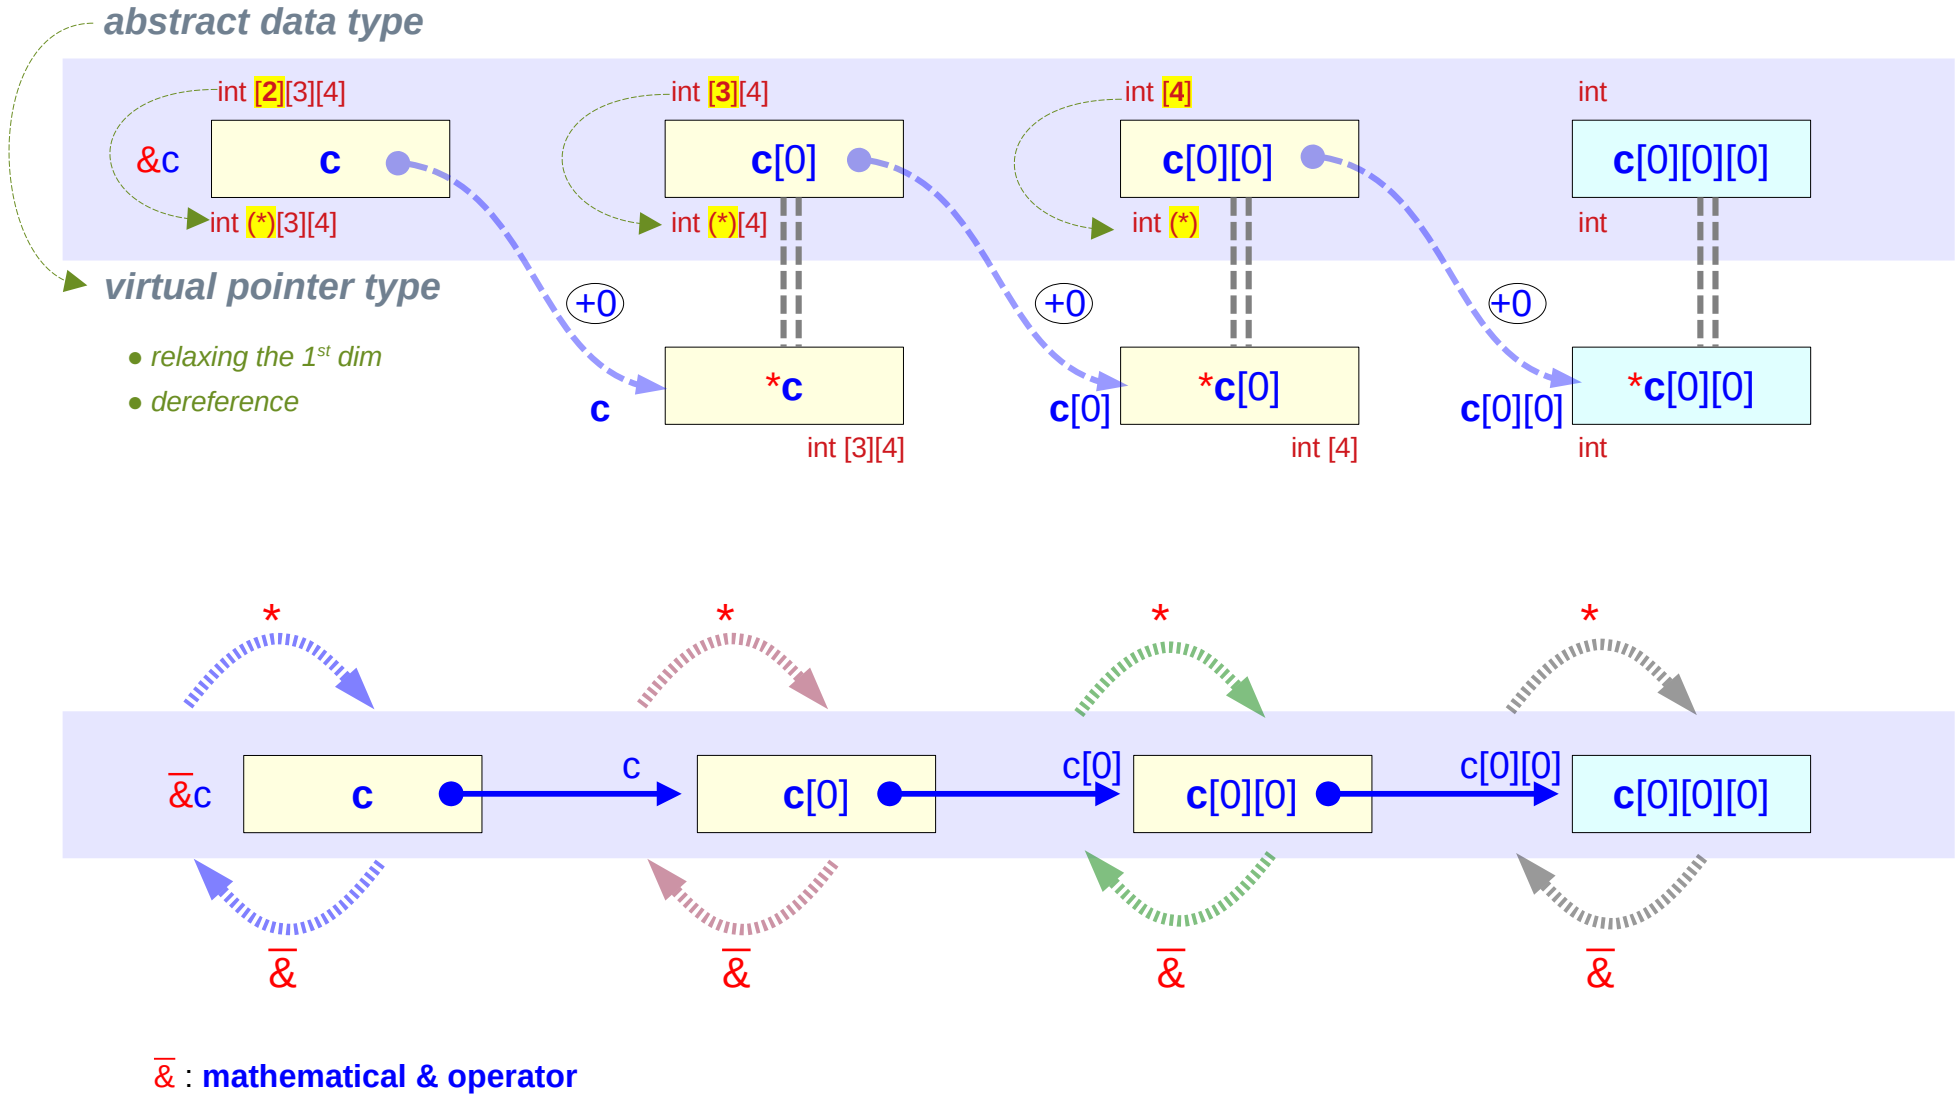 abstract data type
int [2][3][4] int [3][4] int [4] int
&c c c[0] c[0][0] c[0][0][0]
int (*)[3][4] int (*)[4] int (*) int
virtual pointer type
+0 +0 +0
● relaxing the 1st dim
● dereference
c *c c[0] *c[0] c[0][0] *c[0][0]
int [3][4] int [4] int
* * * *
c c[0] c[0][0]
&̅c c c[0] c[0][0] c[0][0][0]
&̅ &̅ &̅ &̅
&̅ : mathematical & operator